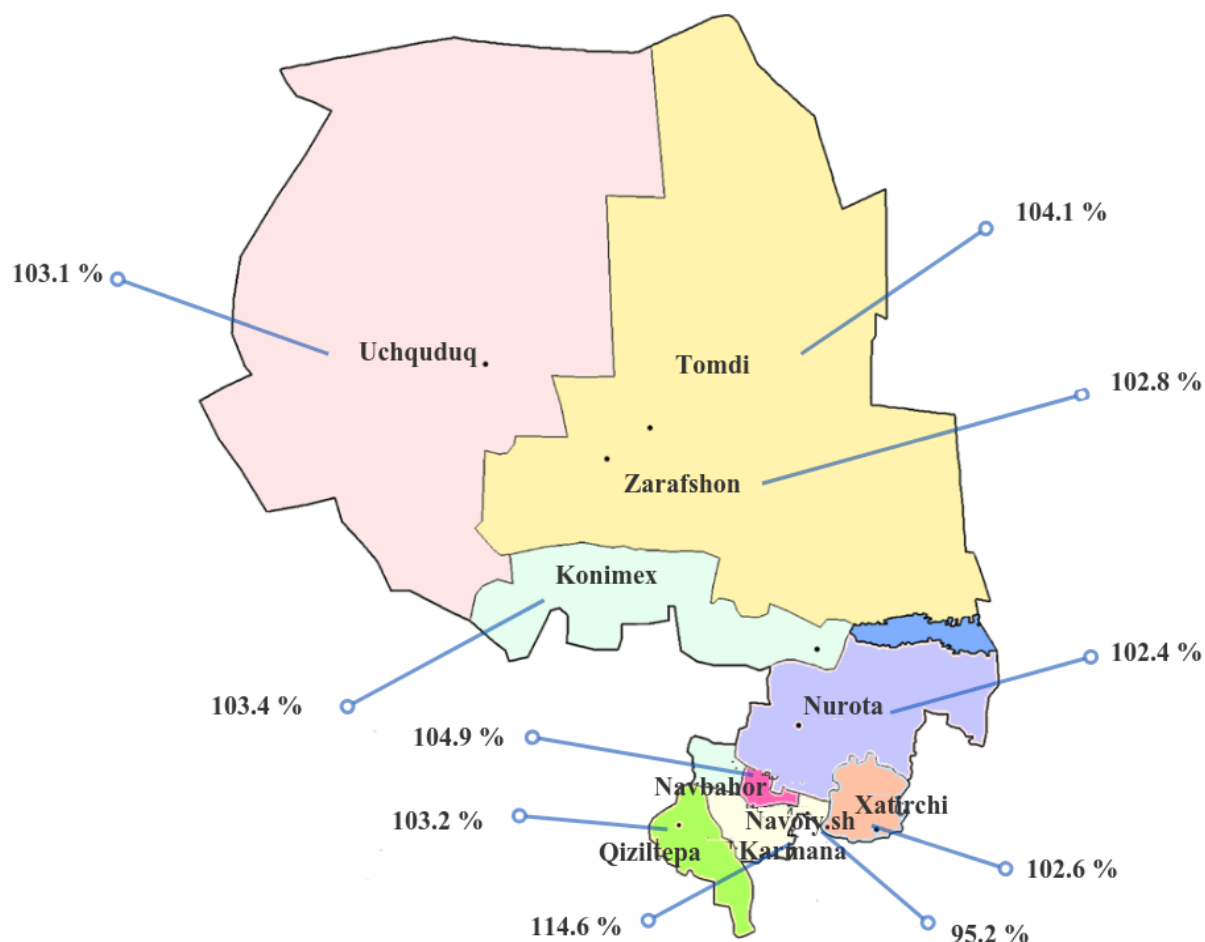 104.1 %
103.1 %
Uchquduq
Tomdi
102.8 %
Zarafshon
Konimex
102.4 %
103.4 %
Nurota
104.9 %
Navbahor
Xatirchi
103.2 %
Navoiy.sh
Qiziltepa
Karmana
102.6 %
114.6 %
95.2 %